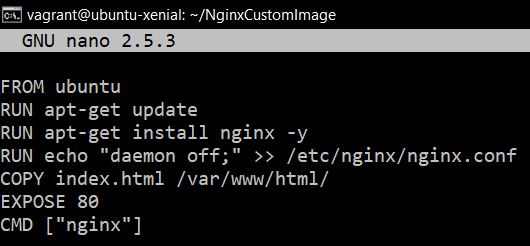 vagrant@ubuntu-xenial: ~/NginxCustomImage
GNU nano 2.5.3
FROM ubuntu
RUN apt-get update
RUN apt-get install nginx -y
RUN echo "daemon off;" >> /etc/nginx/nginx.conf
COPY index.html /var/www/html/
EXPOSE 80
CMD ["nginx"]